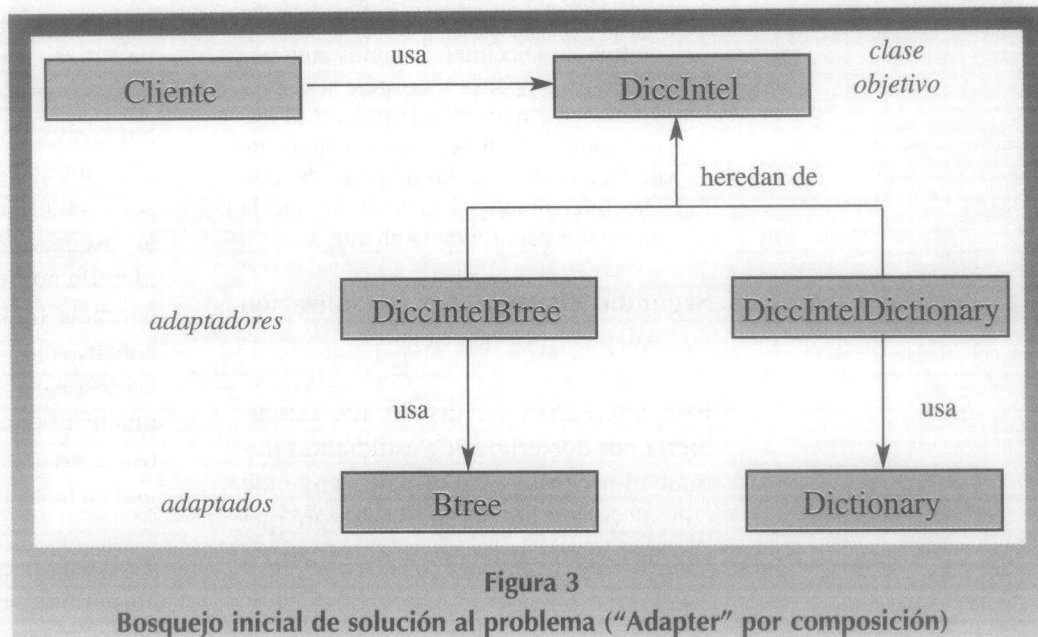 usa
clase
objetivo
Cliente
DiccIntel
heredan de
adaptadores
DiccIntelBtree
DiccIntelDictionary
usa
usa
adaptados
Btree
Dictionary
Figura 3
Bosquejo inicial de solución al problema (“Adapter” por composición)